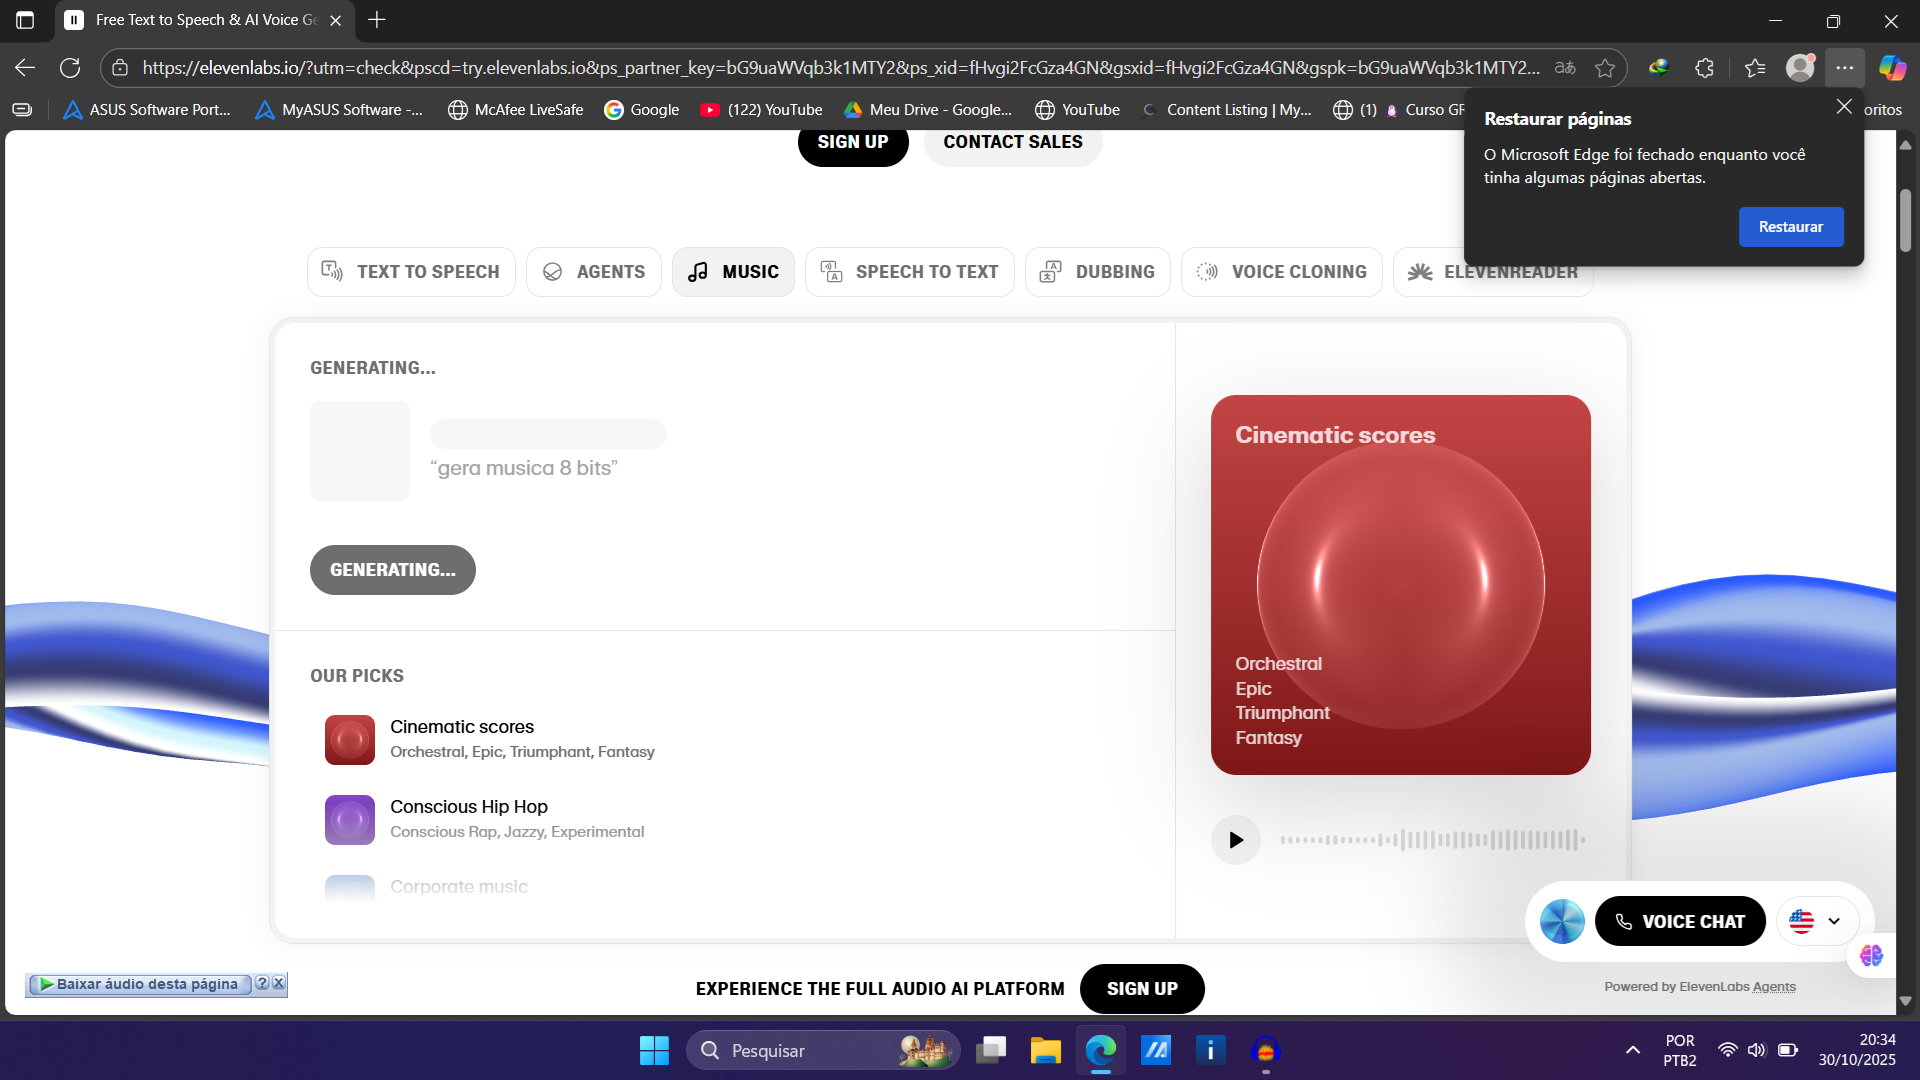 Free Text to Speech & AI Voice Ge
https://elevenlabs.io/?utm=check&pscd=try.elevenlabs.io&ps_partner_key=bG9uaWVqb3k1MTY2&ps_xid=fHvgi2FcGza4GN&gsxid=fHvgi2FcGza4GN&gspk=bG9uaWVqb3k1MTY2...
ASUS Software Port... MyASUS Software -... McAfee LiveSafe Google (122) YouTube Meu Drive - Google... YouTube Content Listing | My... (1) Curso GR oritos
Restaurar páginas
O Microsoft Edge foi fechado enquanto você
tinha algumas páginas abertas.
Restaurar
SIGN UP CONTACT SALES
TEXT TO SPEECH AGENTS MUSIC SPEECH TO TEXT DUBBING VOICE CLONING ELEVENREADER
GENERATING...
“gera musica 8 bits”
GENERATING...
OUR PICKS
Cinematic scores
Orchestral, Epic, Triumphant, Fantasy
Conscious Hip Hop
Conscious Rap, Jazzy, Experimental
Corporate music
Cinematic scores
Orchestral
Epic
Triumphant
Fantasy
VOICE CHAT
Powered by ElevenLabs Agents
Baixar áudio desta página ? X
EXPERIENCE THE FULL AUDIO AI PLATFORM SIGN UP
Pesquisar
POR
PTB2
20:34
30/10/2025